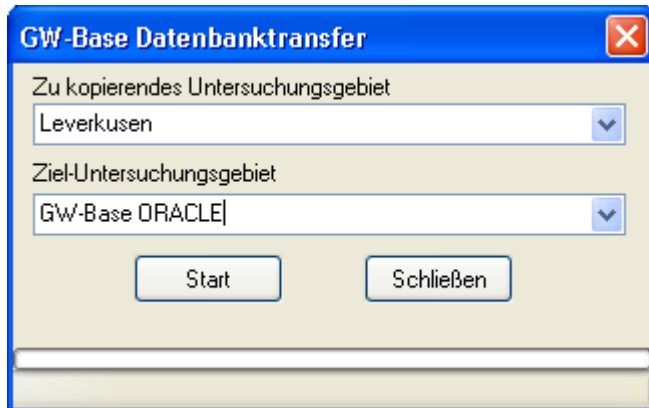 GW-Base Datenbanktransfer
Zu kopierendes Untersuchungsgebiet
Leverkusen
Ziel-Untersuchungsgebiet
GW-Base ORACLE
Start Schließen